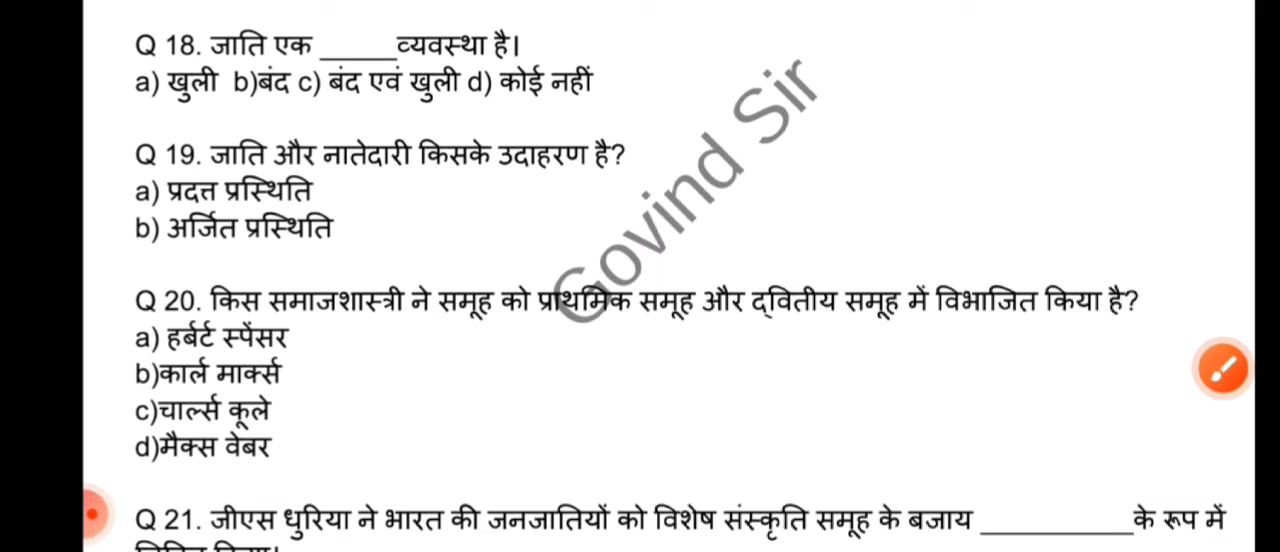 Q 18. जाति एक ______व्यवस्था है।
a) खुली b)बंद c) बंद एवं खुली d) कोई नहीं
Q 19. जाति और नातेदारी किसके उदाहरण है?
a) प्रदत्त प्रस्थिति
b) अर्जित प्रस्थिति
Q 20. किस समाजशास्त्री ने समूह को प्राथमिक समूह और द्वितीय समूह में विभाजित किया है?
a) हर्बर्ट स्पेंसर
b)कार्ल मार्क्स
c)चार्ल्स कूले
d)मैक्स वेबर
Q 21. जीएस धुरिया ने भारत की जनजातियों को विशेष संस्कृति समूह के बजाय ____________के रूप में
Govind Sir